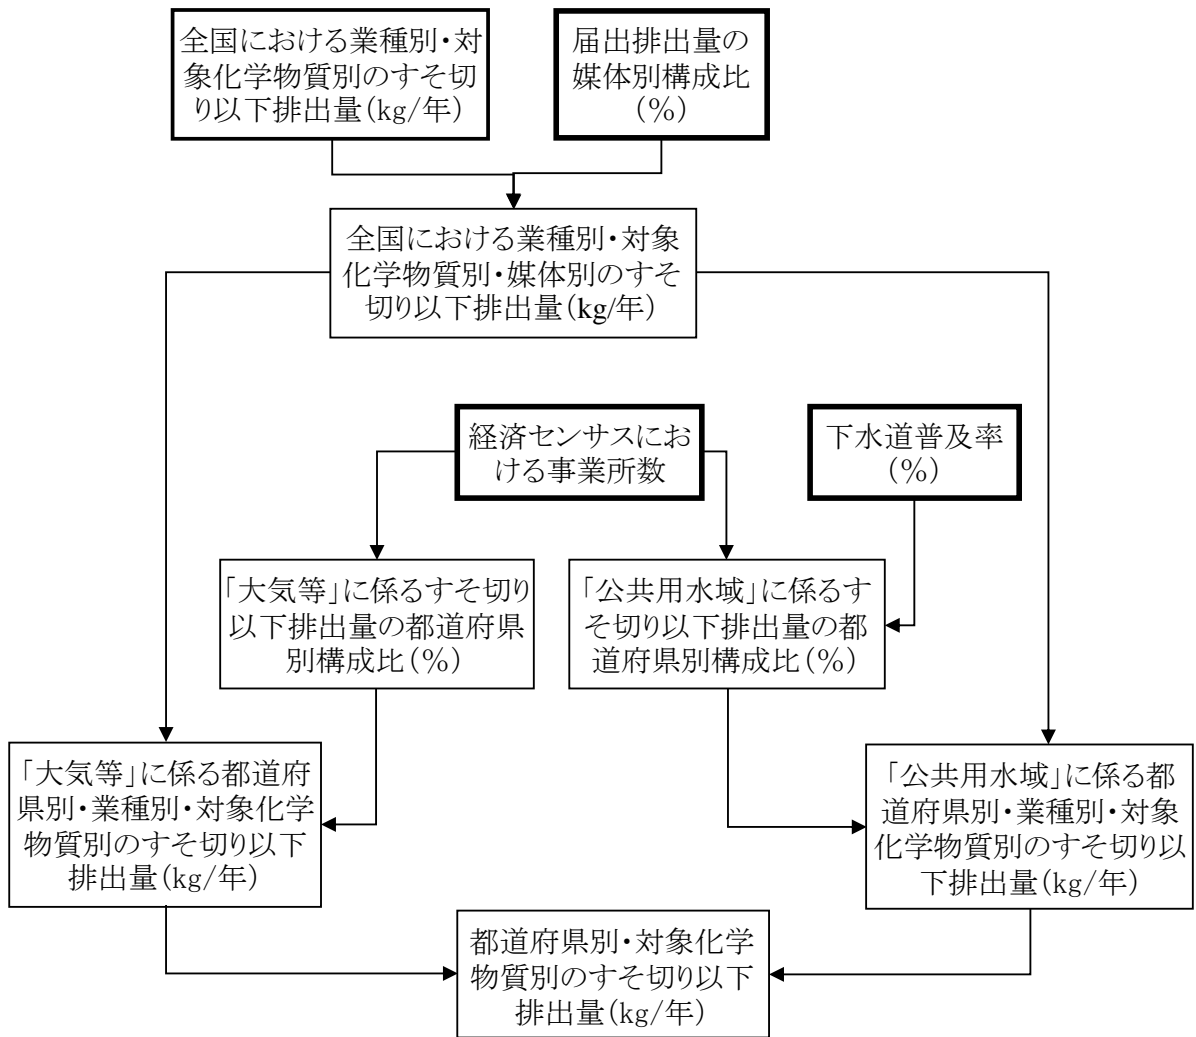 全国における業種別・対
象化学物質別のすそ切
り以下排出量(kg/年)
届出排出量の
媒体別構成比
(%)
全国における業種別・対象
化学物質別・媒体別のすそ
切り以下排出量(kg/年)
経済センサスにお
ける事業所数
下水道普及率
(%)
「大気等」に係るすそ切り
以下排出量の都道府県
別構成比(%)
「公共用水域」に係るす
そ切り以下排出量の都
道府県別構成比(%)
「大気等」に係る都道府
県別・業種別・対象化学
物質別のすそ切り以下
排出量(kg/年)
「公共用水域」に係る都
道府県別・業種別・対象
化学物質別のすそ切り以
下排出量(kg/年)
都道府県別・対象化学
物質別のすそ切り以下
排出量(kg/年)